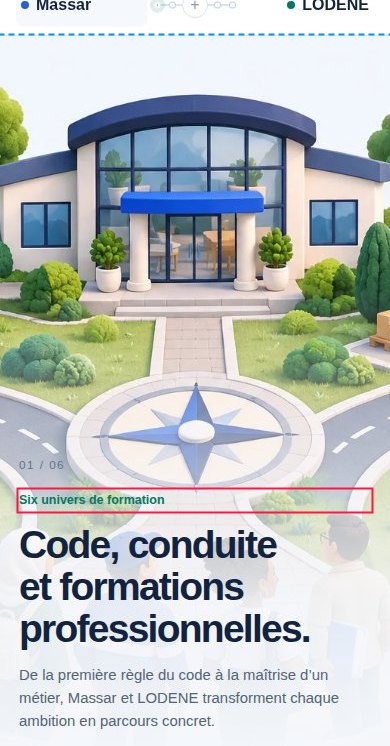 Massar
+
LODENE
01 / 06
Six univers de formation
Code, conduite
et formations
professionnelles.
De la première règle du code à la maîtrise d’un
métier, Massar et LODENE transforment chaque
ambition en parcours concret.